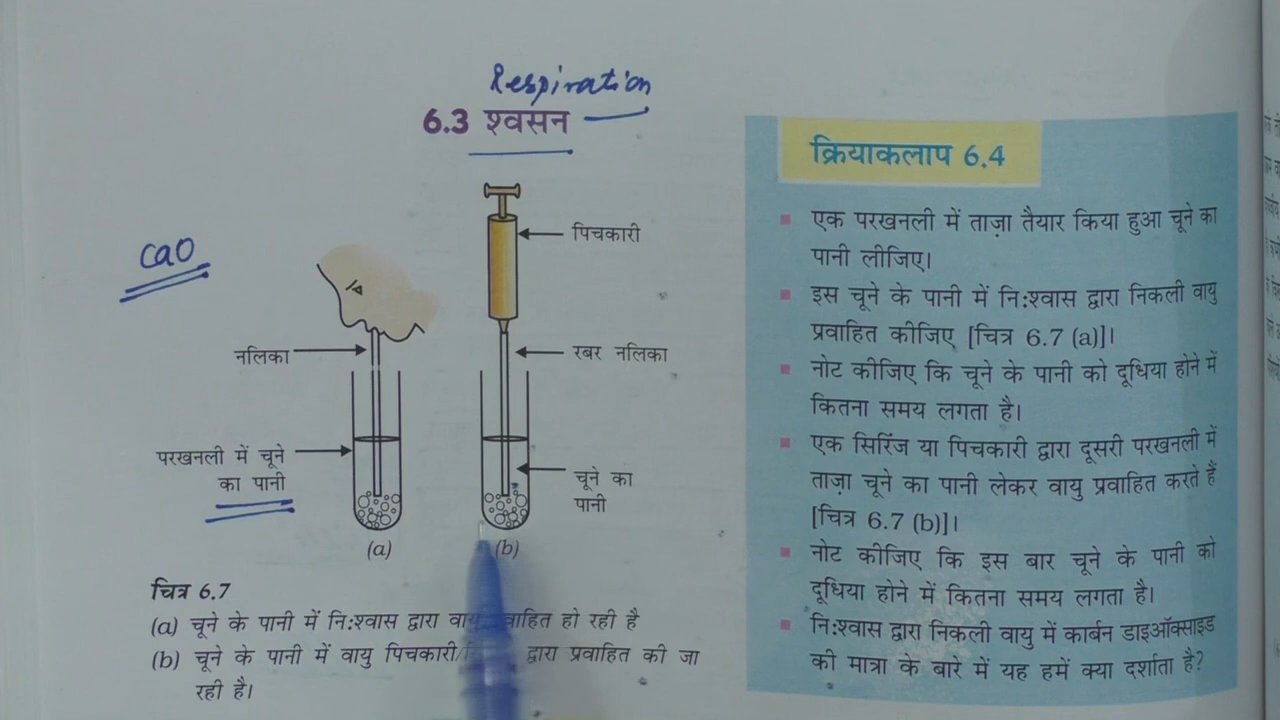 Respiration
6.3 श्वसन
CaO
पिचकारी
नलिका
रबर नलिका
परखनली में चूने
का पानी
चूने का
पानी
(a)
(b)
चित्र 6.7
(a) चूने के पानी में नि:श्वास द्वारा वायु प्रवाहित हो रही है
(b) चूने के पानी में वायु पिचकारी/ द्वारा प्रवाहित की जा
रही है।
क्रियाकलाप 6.4
एक परखनली में ताज़ा तैयार किया हुआ चूने का
पानी लीजिए।
इस चूने के पानी में नि:श्वास द्वारा निकली वायु
प्रवाहित कीजिए [चित्र 6.7 (a)]।
नोट कीजिए कि चूने के पानी को दूधिया होने में
कितना समय लगता है।
एक सिरिंज या पिचकारी द्वारा दूसरी परखनली में
ताज़ा चूने का पानी लेकर वायु प्रवाहित करते हैं
[चित्र 6.7 (b)]।
नोट कीजिए कि इस बार चूने के पानी को
दूधिया होने में कितना समय लगता है।
नि:श्वास द्वारा निकली वायु में कार्बन डाइऑक्साइड
की मात्रा के बारे में यह हमें क्या दर्शाता है?